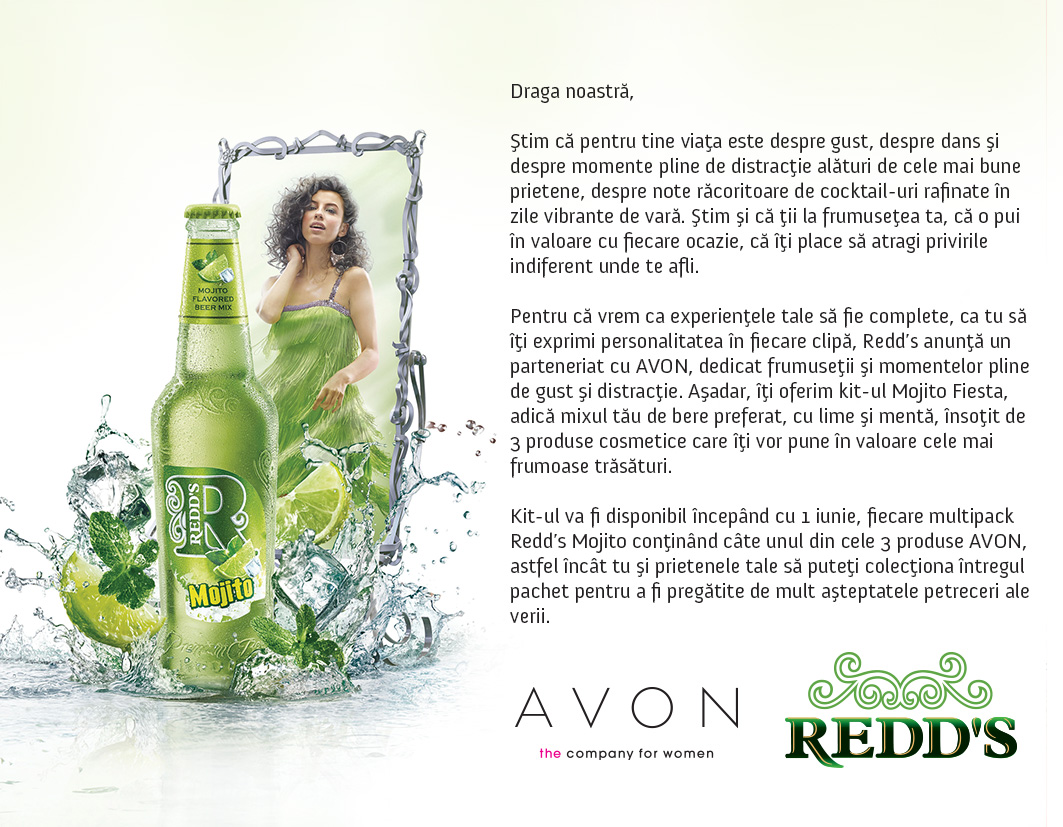 Draga noastră,
Ştim că pentru tine viaţa este despre gust, despre dans şi
despre momente pline de distracţie alături de cele mai bune
prietene, despre note răcoritoare de cocktail-uri rafinate în
zile vibrante de vară. Ştim şi că ţii la frumuseţea ta, că o pui
în valoare cu fiecare ocazie, că îţi place să atragi privirile
indiferent unde te afli.
Pentru că vrem ca experienţele tale să fie complete, ca tu să
îţi exprimi personalitatea în fiecare clipă, Redd's anunţă un
parteneriat cu AVON, dedicat frumuseţii şi momentelor pline
de gust şi distracţie. Aşadar, îţi oferim kit-ul Mojito Fiesta,
adică mixul tău de bere preferat, cu lime şi mentă, însoţit de
3 produse cosmetice care îţi vor pune în valoare cele mai
frumoase trăsături.
Kit-ul va fi disponibil începând cu 1 iunie, fiecare multipack
Redd's Mojito conţinând câte unul din cele 3 produse AVON,
astfel încât tu şi prietenele tale să puteţi colecţiona întregul
pachet pentru a fi pregătite de mult aşteptatele petreceri ale
verii.
MOJITO
FLAVORED
BEER MIX
R
REDD'S
Mojito
Premium
AVON
the company for women
REDD'S